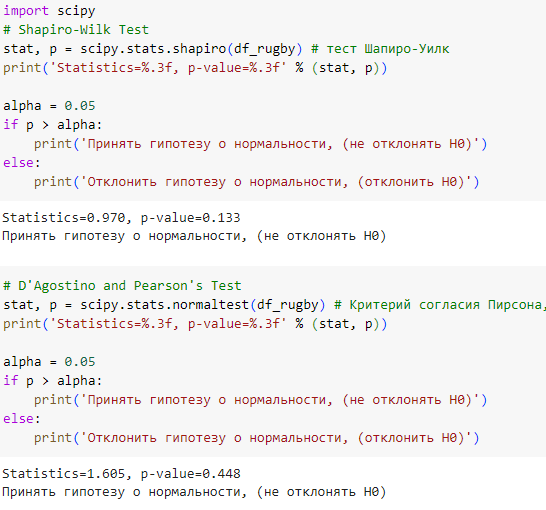 import scipy
# Shapiro-Wilk Test
stat, p = scipy.stats.shapiro(df_rugby) # тест Шапиро-Уилк
print('Statistics=%.3f, p-value=%.3f' % (stat, p))
alpha = 0.05
if p > alpha:
    print('Принять гипотезу о нормальности, (не отклонять H0)')
else:
    print('Отклонить гипотезу о нормальности, (отклонить H0)')
Statistics=0.970, p-value=0.133
Принять гипотезу о нормальности, (не отклонять H0)
# D'Agostino and Pearson's Test
stat, p = scipy.stats.normaltest(df_rugby) # Критерий согласия Пирсона,
print('Statistics=%.3f, p-value=%.3f' % (stat, p))
alpha = 0.05
if p > alpha:
    print('Принять гипотезу о нормальности, (не отклонять H0)')
else:
    print('Отклонить гипотезу о нормальности, (отклонить H0)')
Statistics=1.605, p-value=0.448
Принять гипотезу о нормальности, (не отклонять H0)